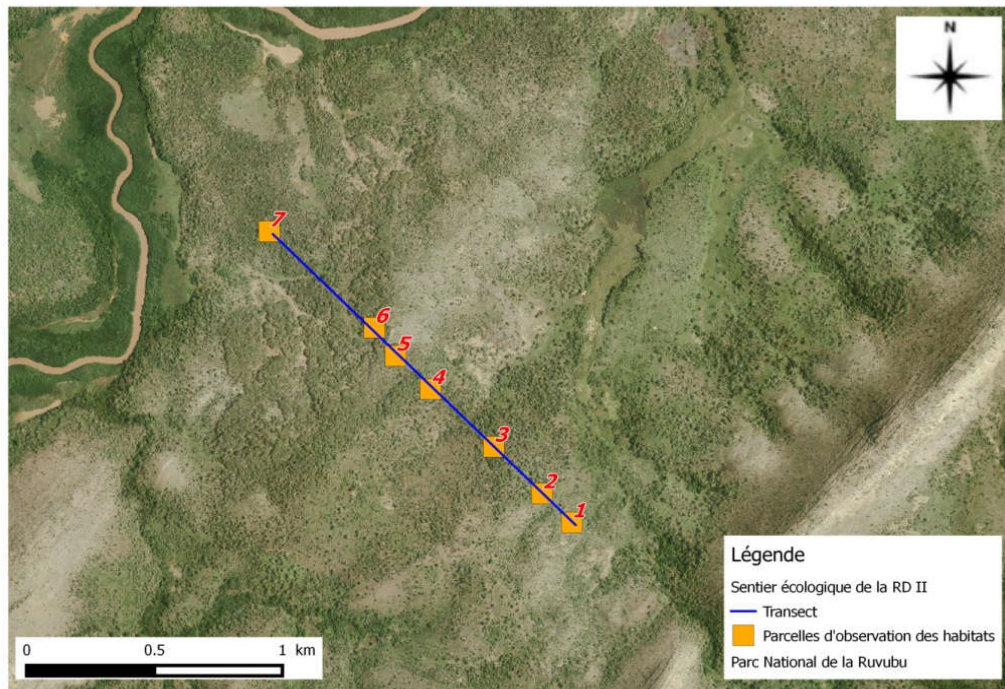 N
7
6
5
4
3
2
1
Légende
Sentier écologique de la RD II
Transect
Parcelles d'observation des habitats
Parc National de la Ruvubu
0 0.5 1 km